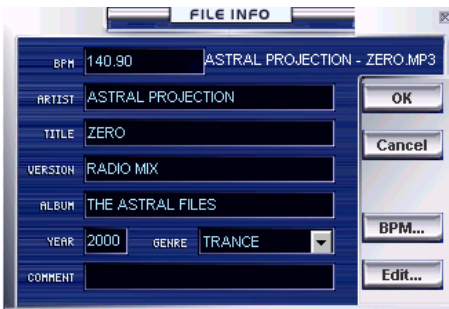 FILE INFO
BPM 140.90 ASTRAL PROJECTION - ZERO.MP3
ARTIST ASTRAL PROJECTION
OK
TITLE ZERO
Cancel
VERSION RADIO MIX
ALBUM THE ASTRAL FILES
BPM...
YEAR 2000 GENRE TRANCE
COMMENT
Edit...